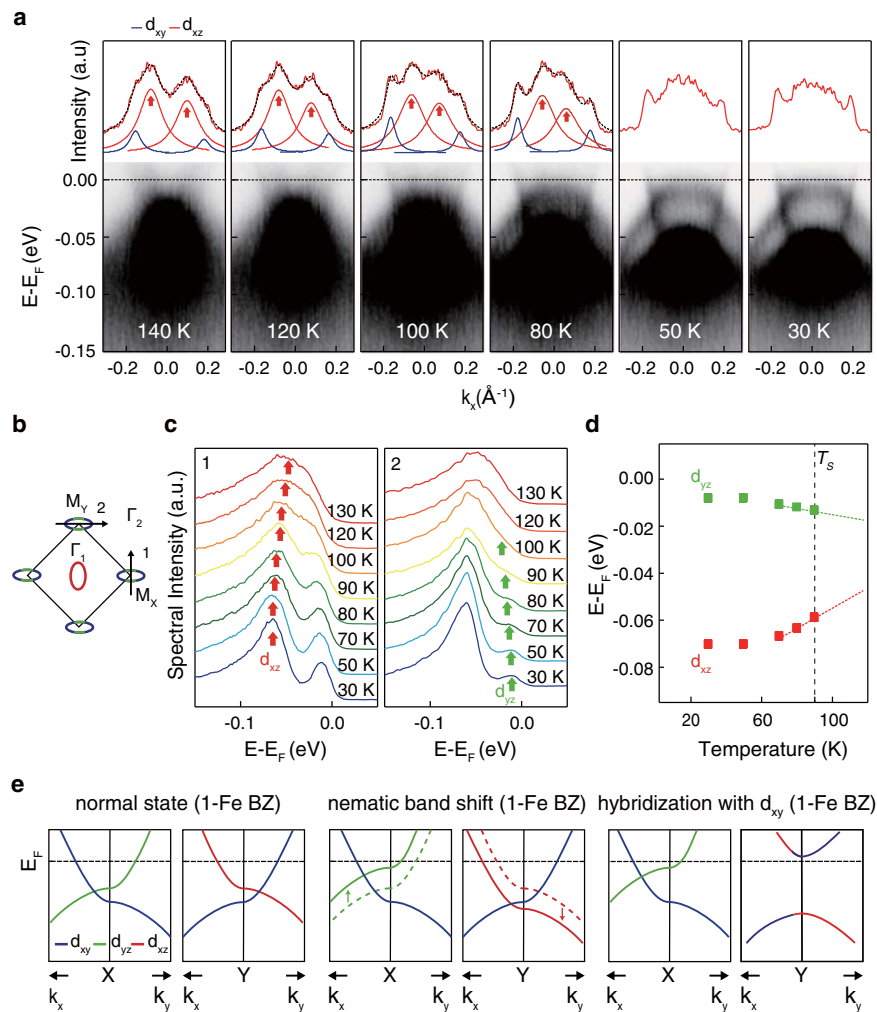 a
d_xy d_xz
Intensity (a.u)
0.00
-0.05
-0.10
-0.15
E-E_F (eV)
140 K 120 K 100 K 80 K 50 K 30 K
-0.2 0.0 0.2 -0.2 0.0 0.2 -0.2 0.0 0.2 -0.2 0.0 0.2 -0.2 0.0 0.2 -0.2 0.0 0.2
k_x(Å⁻¹)
b
M_Y 2 Γ_2
Γ_1 1
M_X
c
Spectral Intensity (a.u.)
1
130 K
120 K
100 K
90 K
80 K
70 K
50 K
30 K
d_xz
-0.1 0.0
E-E_F (eV)
2
130 K
120 K
100 K
90 K
80 K
70 K
50 K
30 K
d_yz
-0.1 0.0
E-E_F (eV)
d
T_S
0.00
-0.02
-0.04
-0.06
-0.08
E-E_F (eV)
d_yz
d_xz
20 60 100
Temperature (K)
e
normal state (1-Fe BZ) nematic band shift (1-Fe BZ) hybridization with d_xy (1-Fe BZ)
E_F
d_xy d_yz d_xz
X Y X Y X Y
k_x k_y k_x k_y k_x k_y k_x k_y k_x k_y k_x k_y